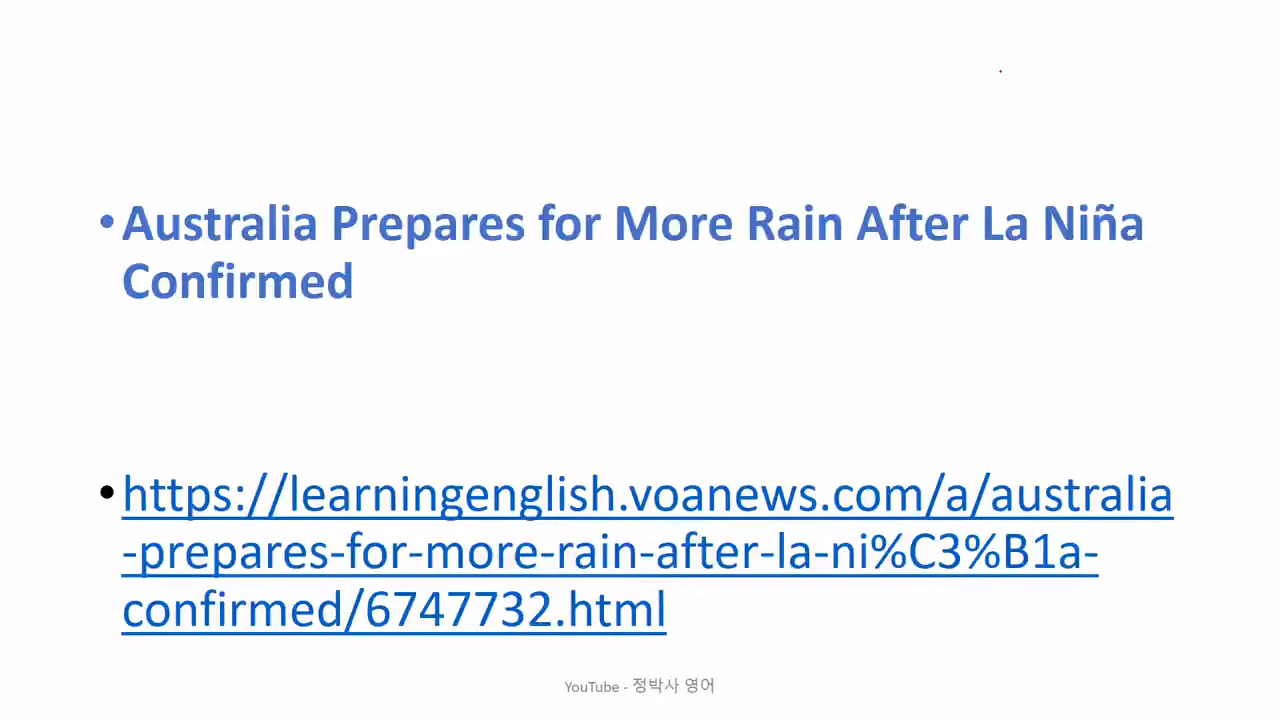 •Australia Prepares for More Rain After La Niña
Confirmed
•https://learningenglish.voanews.com/a/australia
-prepares-for-more-rain-after-la-ni%C3%B1a-
confirmed/6747732.html
YouTube - 정박사 영어